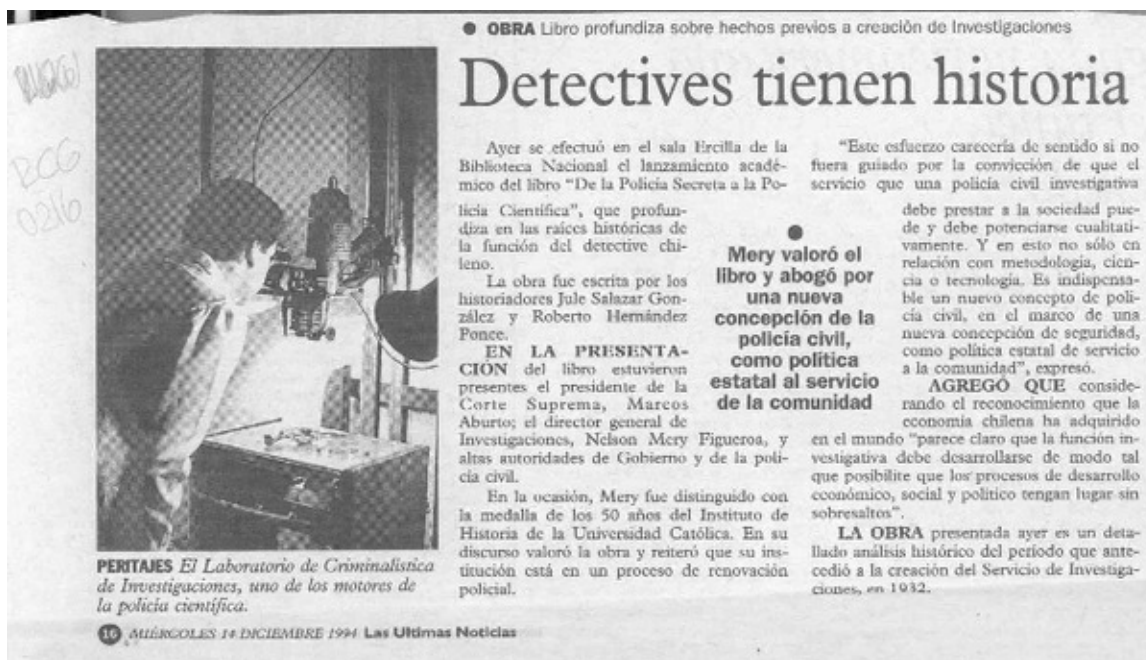 ● OBRA Libro profundiza sobre hechos previos a creación de Investigaciones
Detectives tienen historia
Ayer se efectuó en el sala Ercilla de la
Biblioteca Nacional el lanzamiento acadé-
mico del libro “De la Policía Secreta a la Po-
licía Científica”, que profun-
diza en las raíces históricas de
la función del detective chi-
leno.
La obra fue escrita por los
historiadores Jule Salazar Gon-
zález y Roberto Hernández
Ponce.
EN LA PRESENTA-
CIÓN del libro estuvieron
presentes el presidente de la
Corte Suprema, Marcos
Aburto; el director general de
Investigaciones, Nelson Mery Figueroa, y
altas autoridades de Gobierno y de la poli-
cía civil.
En la ocasión, Mery fue distinguido con
la medalla de los 50 años del Instituto de
Historia de la Universidad Católica. En su
discurso valoró la obra y reiteró que su ins-
titución está en un proceso de renovación
policial.
●
Mery valoró el
libro y abogó por
una nueva
concepción de la
policía civil,
como política
estatal al servicio
de la comunidad
“Este esfuerzo carecería de sentido si no
fuera guiado por la convicción de que el
servicio que una policía civil investigativa
debe prestar a la sociedad pue-
de y debe potenciarse cualitati-
vamente. Y en esto no sólo en
relación con metodología, cien-
cia o tecnología. Es indispensa-
ble un nuevo concepto de poli-
cía civil, en el marco de una
nueva concepción de seguridad,
como política estatal de servicio
a la comunidad”, expresó.
AGREGÓ QUE conside-
rando el reconocimiento que la
economía chilena ha adquirido
en el mundo “parece claro que la función in-
vestigativa debe desarrollarse de modo tal
que posibilite que los procesos de desarrollo
económico, social y político tengan lugar sin
sobresaltos”.
LA OBRA presentada ayer es un deta-
llado análisis histórico del período que ante-
cedió a la creación del Servicio de Investiga-
ciones, en 1932.
PERITAJES El Laboratorio de Criminalística
de Investigaciones, uno de los motores de
la policía científica.
16 MIÉRCOLES 14 DICIEMBRE 1994 Las Ultimas Noticias